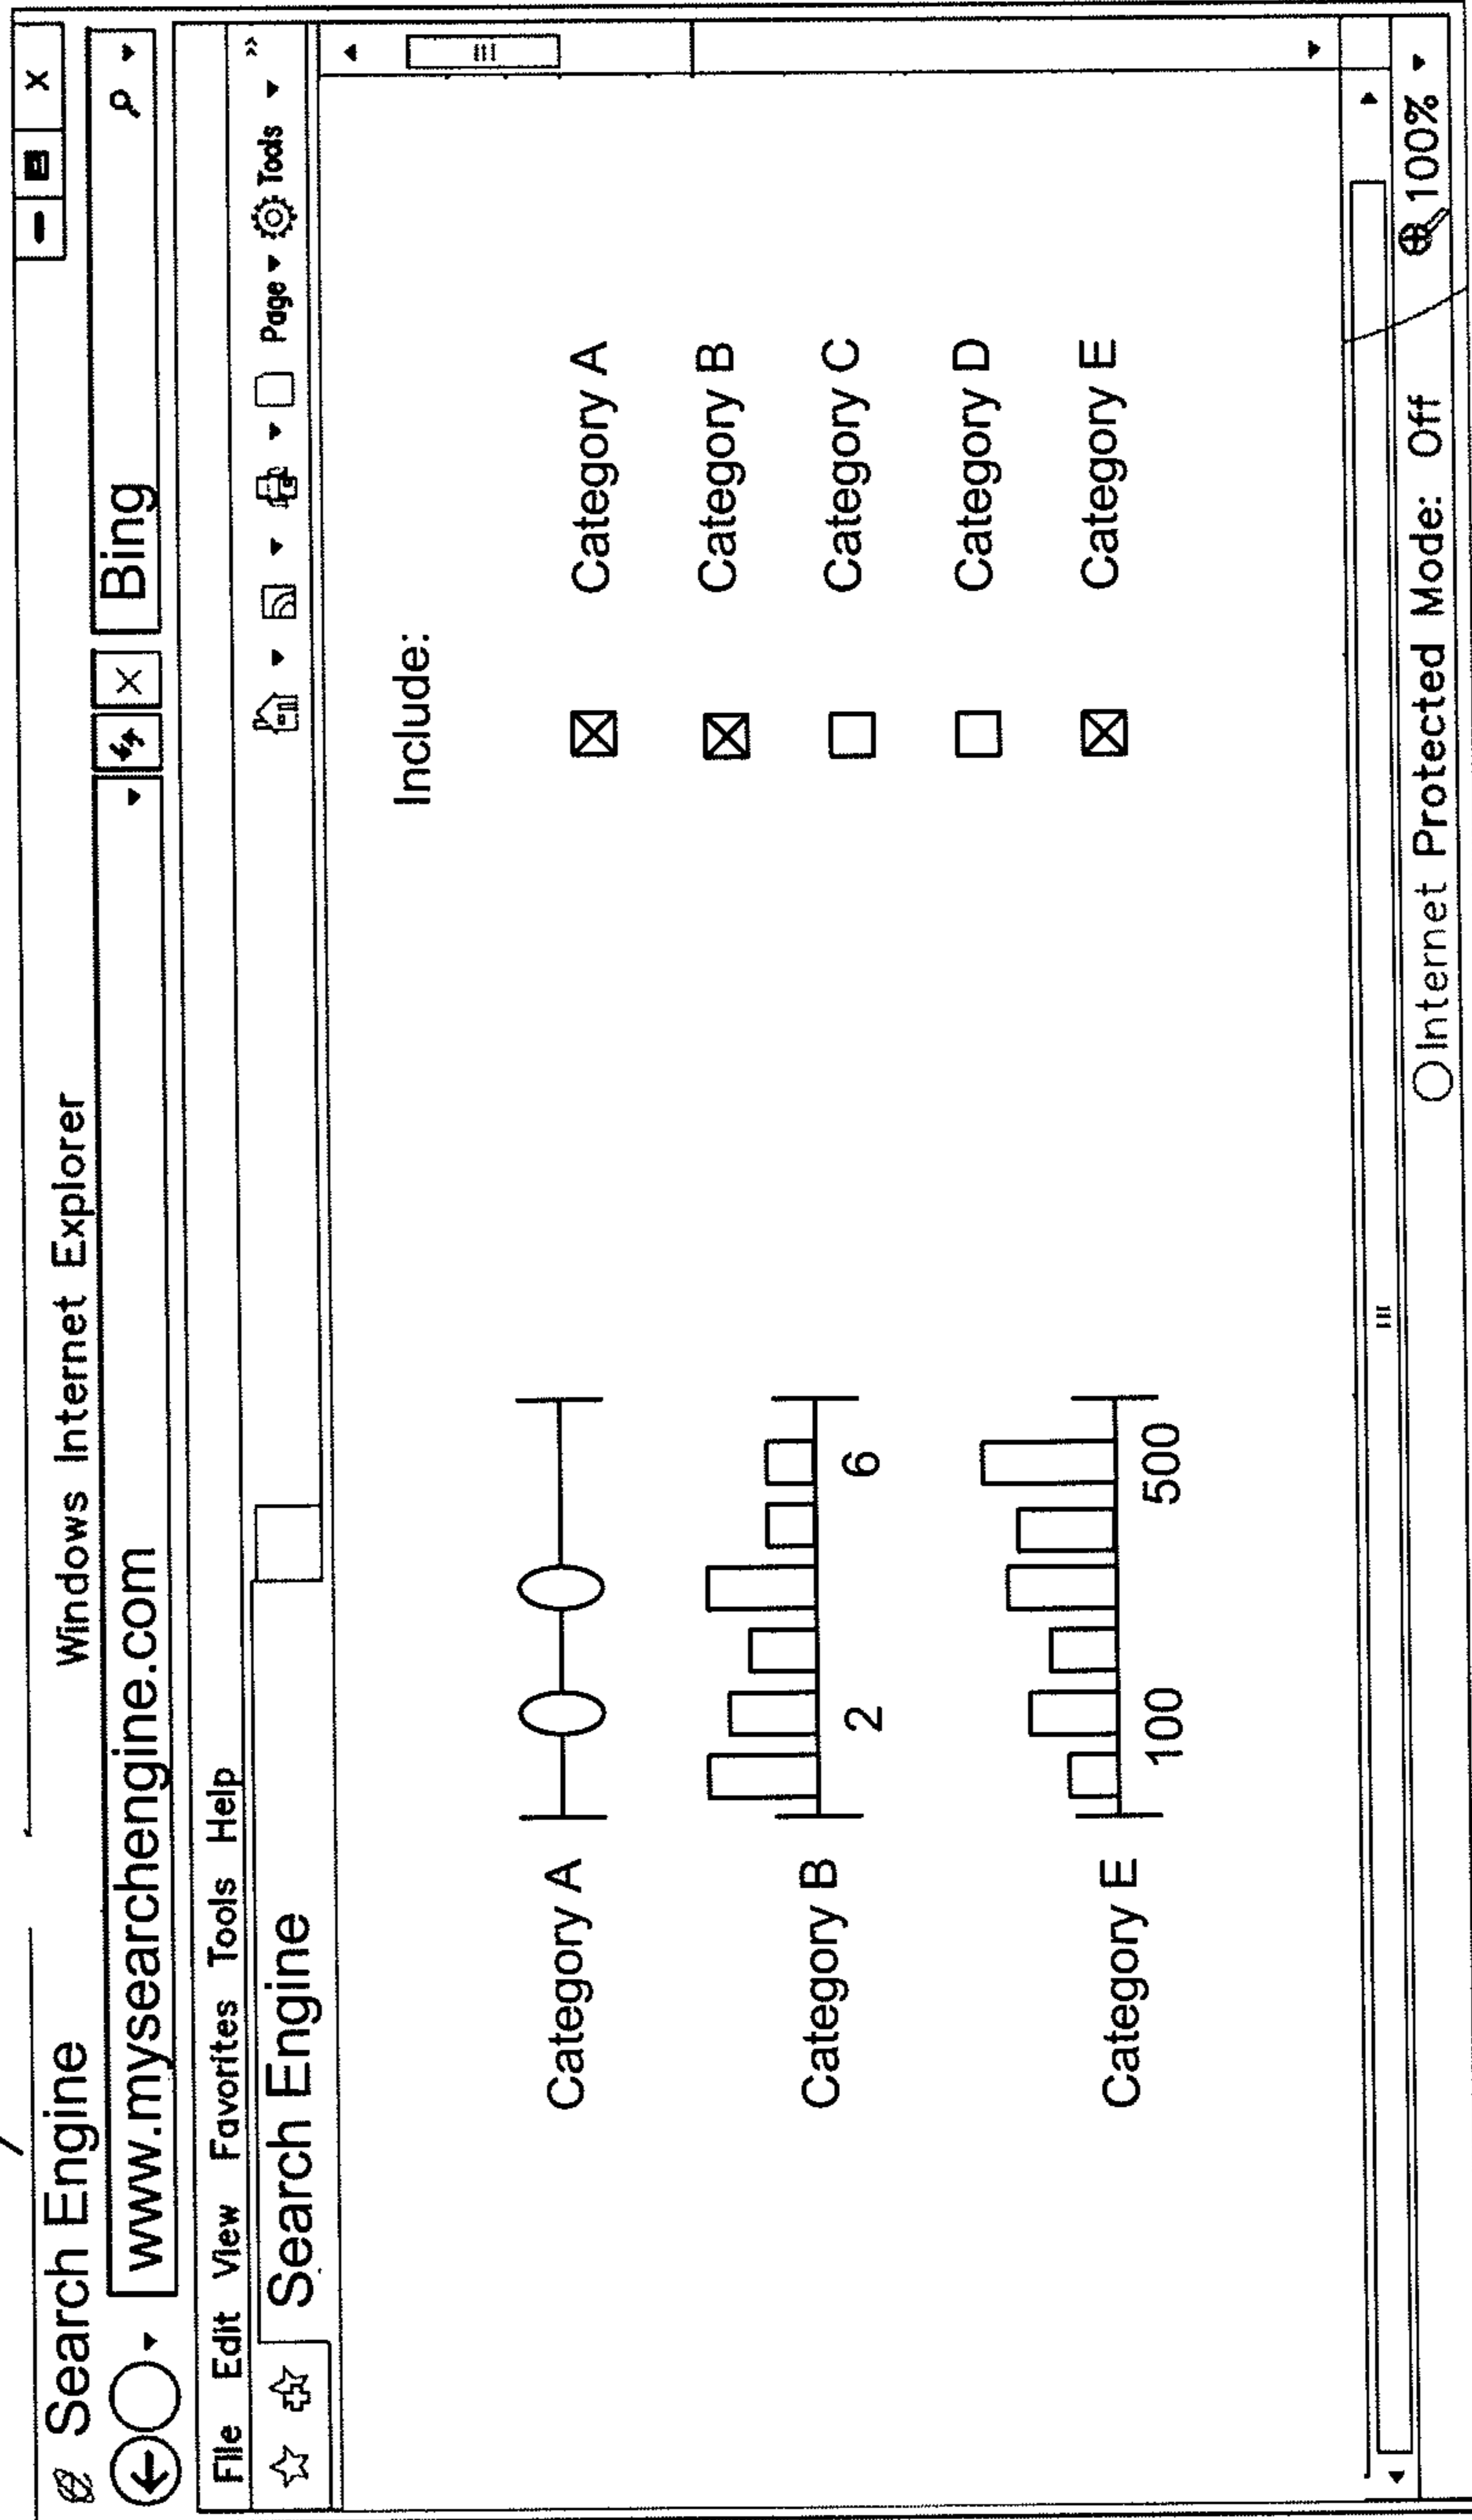 Search Engine
Windows Internet Explorer
www.mysearchengine.com
Bing
File Edit View Favorites Tools Help
Search Engine
Page Tools
Include:
Category A
Category B
2 6
Category E
100 500
Category A
Category B
Category C
Category D
Category E
Internet Protected Mode: Off
100%